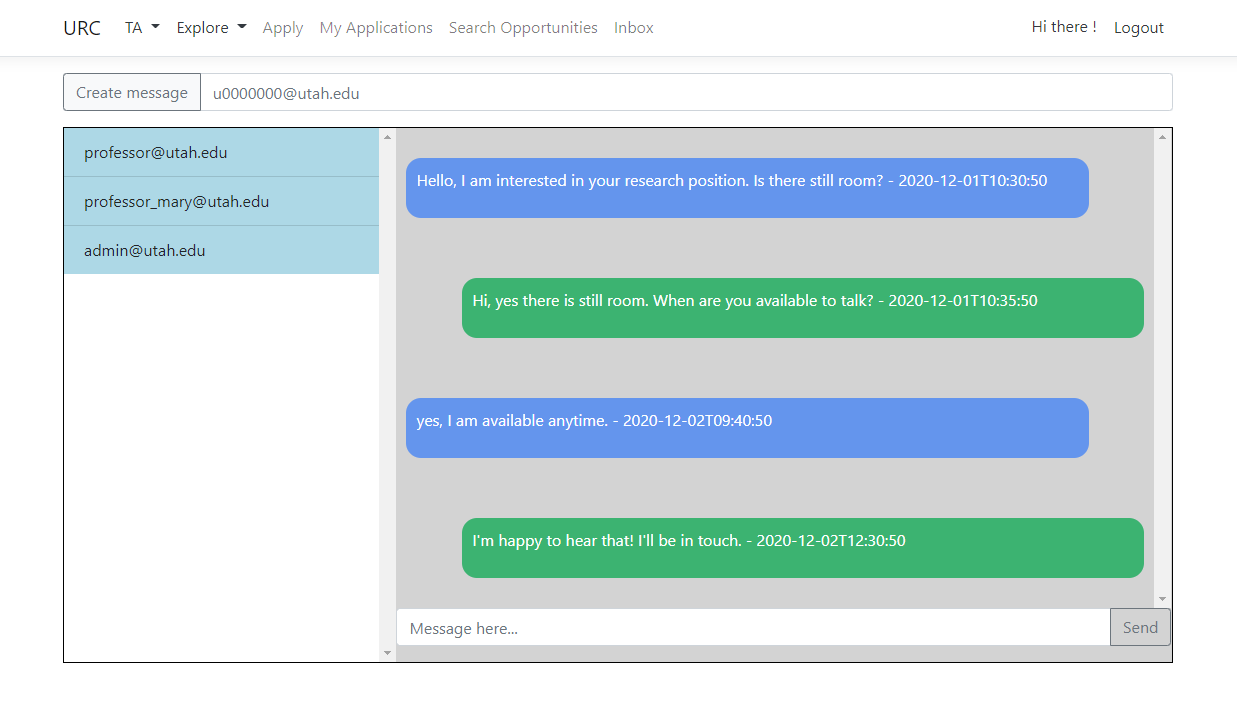 URC TA Explore Apply My Applications Search Opportunities Inbox Hi there ! Logout
Create message u0000000@utah.edu
professor@utah.edu
professor_mary@utah.edu
admin@utah.edu
Hello, I am interested in your research position. Is there still room? - 2020-12-01T10:30:50
Hi, yes there is still room. When are you available to talk? - 2020-12-01T10:35:50
yes, I am available anytime. - 2020-12-02T09:40:50
I'm happy to hear that! I'll be in touch. - 2020-12-02T12:30:50
Message here... Send